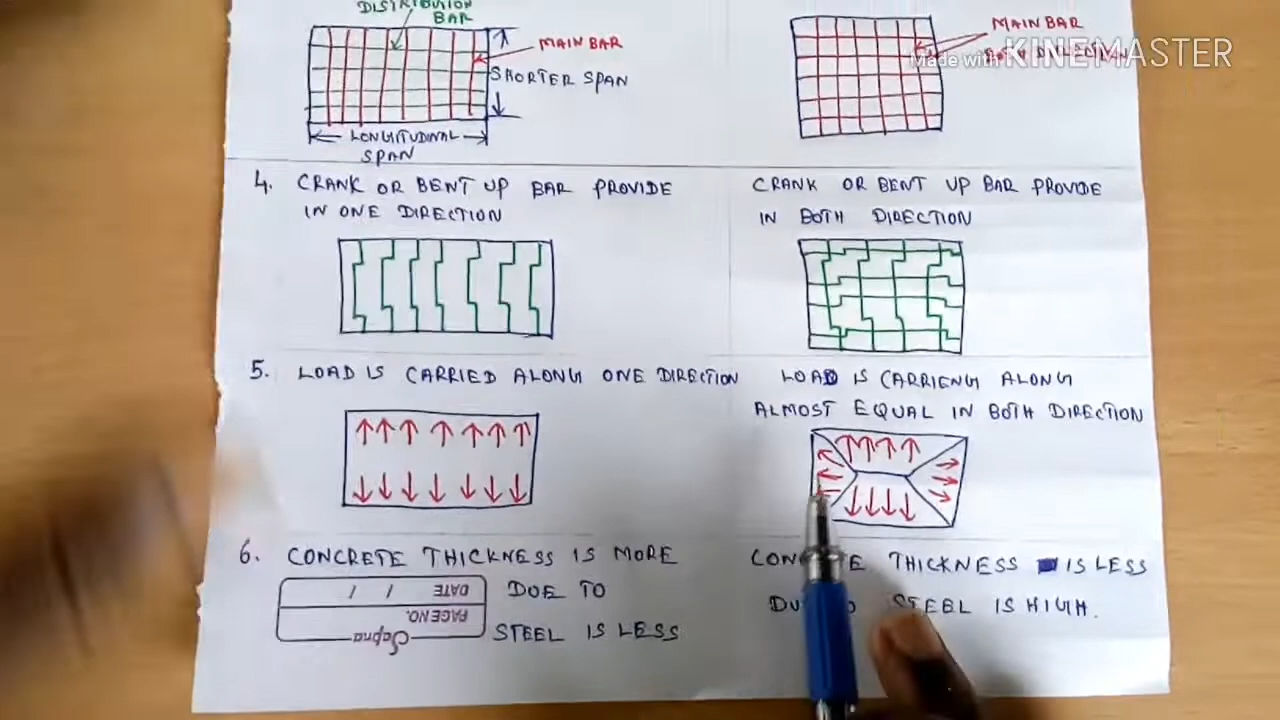 DISTRIBUTION
BAR
MAIN BAR
SHORTER SPAN
LONGITUDINAL
SPAN
MAIN BAR
Made with KINEMASTER
4. CRANK OR BENT UP BAR PROVIDE
IN ONE DIRECTION
CRANK OR BENT UP BAR PROVIDE
IN BOTH DIRECTION
5. LOAD IS CARRIED ALONG ONE DIRECTION
LOAD IS CARRIENG ALONG
ALMOST EQUAL IN BOTH DIRECTION
6. CONCRETE THICKNESS IS MORE
DUE TO
STEEL IS LESS
DATE / /
PAGE NO.
Sapna
THICKNESS IS LESS
STEEL IS HIGH.